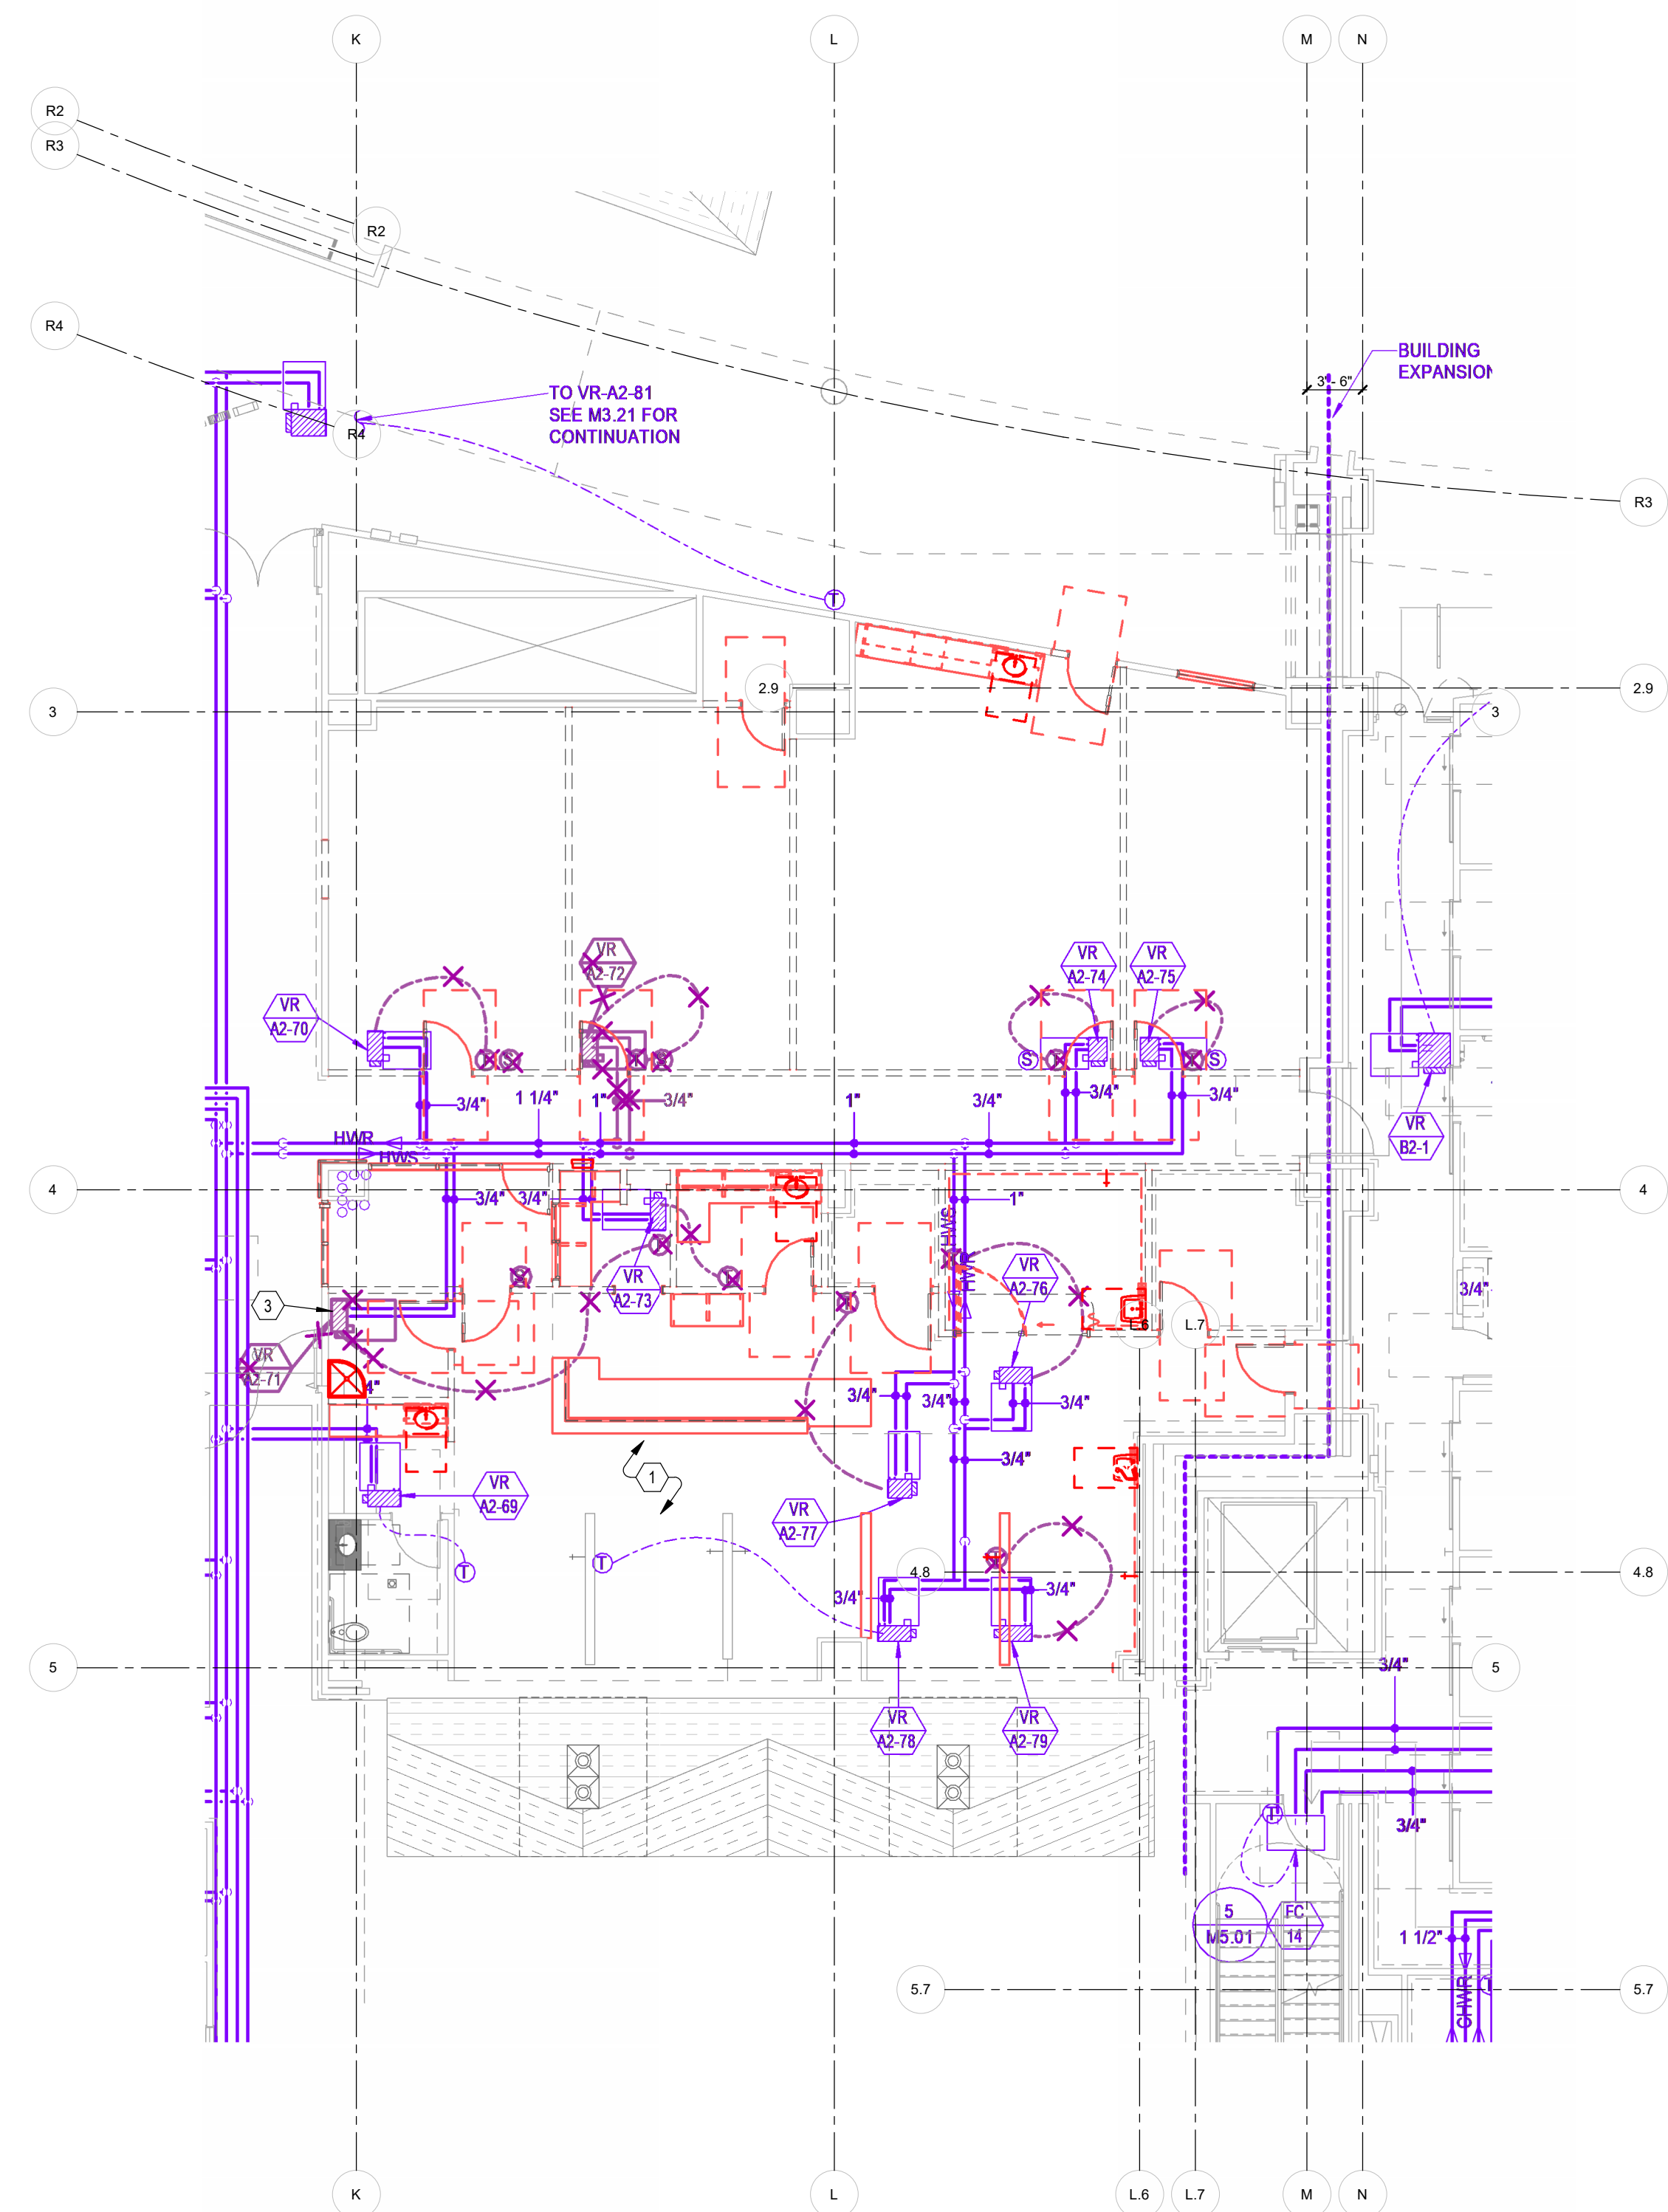 K
L
M
N
R2
R3
R2
R4
R4
BUILDING
EXPANSION
3' - 6"
TO VR-A2-81
SEE M3.21 FOR
CONTINUATION
R3
T
2.9
2.9
3
3
VR
A2-72
VR
A2-74
VR
A2-75
VR
A2-70
S
S
3/4"
1 1/4"
1"
3/4"
1"
3/4"
3/4"
3/4"
VR
B2-1
HWR
HWS
4
4
3/4"
3/4"
1"
HWS
HWR
VR
A2-73
VR
A2-76
3/4"
3
L.6
L.7
VR
A2-71
4"
3/4"
3/4"
3/4"
3/4"
1
VR
A2-69
VR
A2-77
T
T
4.8
4.8
3/4"
3/4"
5
3/4"
5
VR
A2-78
VR
A2-79
T
3/4"
5
M5.01
FC
14
1 1/2"
CHWR
5.7
5.7
K
L
L.6
L.7
M
N